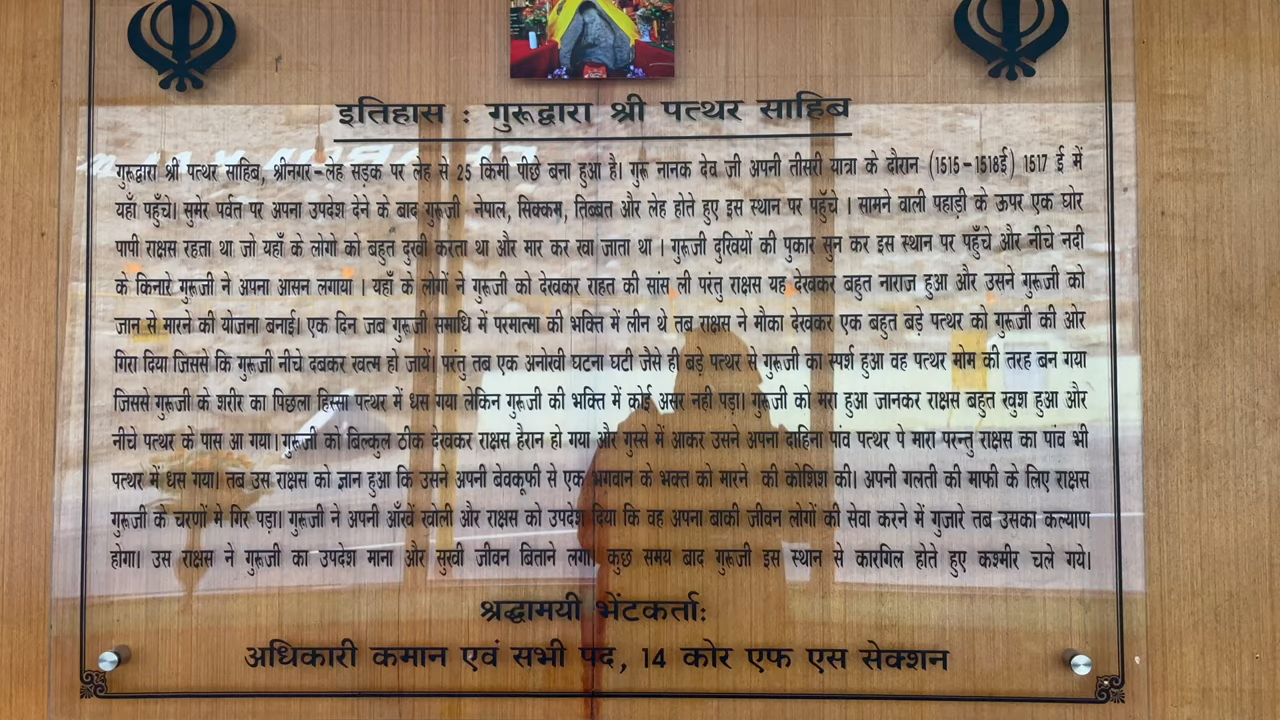 इतिहास : गुरूद्वारा श्री पत्थर साहिब
गुरूद्वारा श्री पत्थर साहिब, श्रीनगर-लेह सड़क पर लेह से 25 किमी पीछे बना हुआ है। गुरू नानक देव जी अपनी तीसरी यात्रा के दौरान (1515-1518ई) 1517 ई में
यहाँ पहुँचे। सुमेर पर्वत पर अपना उपदेश देने के बाद गुरूजी नेपाल, सिक्कम, तिब्बत और लेह होते हुए इस स्थान पर पहुँचे । सामने वाली पहाड़ी के ऊपर एक घोर
पापी राक्षस रहता था जो यहाँ के लोगों को बहुत दुखी करता था और मार कर खा जाता था । गुरूजी दुखियों की पुकार सुन कर इस स्थान पर पहुँचे और नीचे नदी
के किनारे गुरूजी ने अपना आसन लगाया । यहाँ के लोगों ने गुरूजी को देखकर राहत की सांस ली परंतु राक्षस यह देखकर बहुत नाराज हुआ और उसने गुरूजी को
जान से मारने की योजना बनाई। एक दिन जब गुरूजी समाधि में परमात्मा की भक्ति में लीन थे तब राक्षस ने मौका देखकर एक बहुत बड़े पत्थर को गुरूजी की ओर
गिरा दिया जिससे कि गुरूजी नीचे दबकर खत्म हो जायें। परंतु तब एक अनोखी घटना घटी जैसे ही बड़े पत्थर से गुरूजी का स्पर्श हुआ वह पत्थर मोम की तरह बन गया
जिससे गुरूजी के शरीर का पिछला हिस्सा पत्थर में धस गया लेकिन गुरूजी की भक्ति में कोई असर नही पड़ा। गुरूजी को मरा हुआ जानकर राक्षस बहुत खुश हुआ और
नीचे पत्थर के पास आ गया। गुरूजी को बिल्कुल ठीक देखकर राक्षस हैरान हो गया और गुस्से में आकर उसने अपना दाहिना पांव पत्थर पे मारा परन्तु राक्षस का पांव भी
पत्थर में धस गया। तब उस राक्षस को ज्ञान हुआ कि उसने अपनी बेवकूफी से एक भगवान के भक्त को मारने की कोशिश की। अपनी गलती की माफी के लिए राक्षस
गुरूजी के चरणों मे गिर पड़ा। गुरूजी ने अपनी आँखें खोली और राक्षस को उपदेश दिया कि वह अपना बाकी जीवन लोगों की सेवा करने में गुजारे तब उसका कल्याण
होगा। उस राक्षस ने गुरूजी का उपदेश माना और सुखी जीवन बिताने लगा। कुछ समय बाद गुरूजी इस स्थान से कारगिल होते हुए कश्मीर चले गये।
श्रद्धामयी भेंटकर्ताः
अधिकारी कमान एवं सभी पद, 14 कोर एफ एस सेक्शन